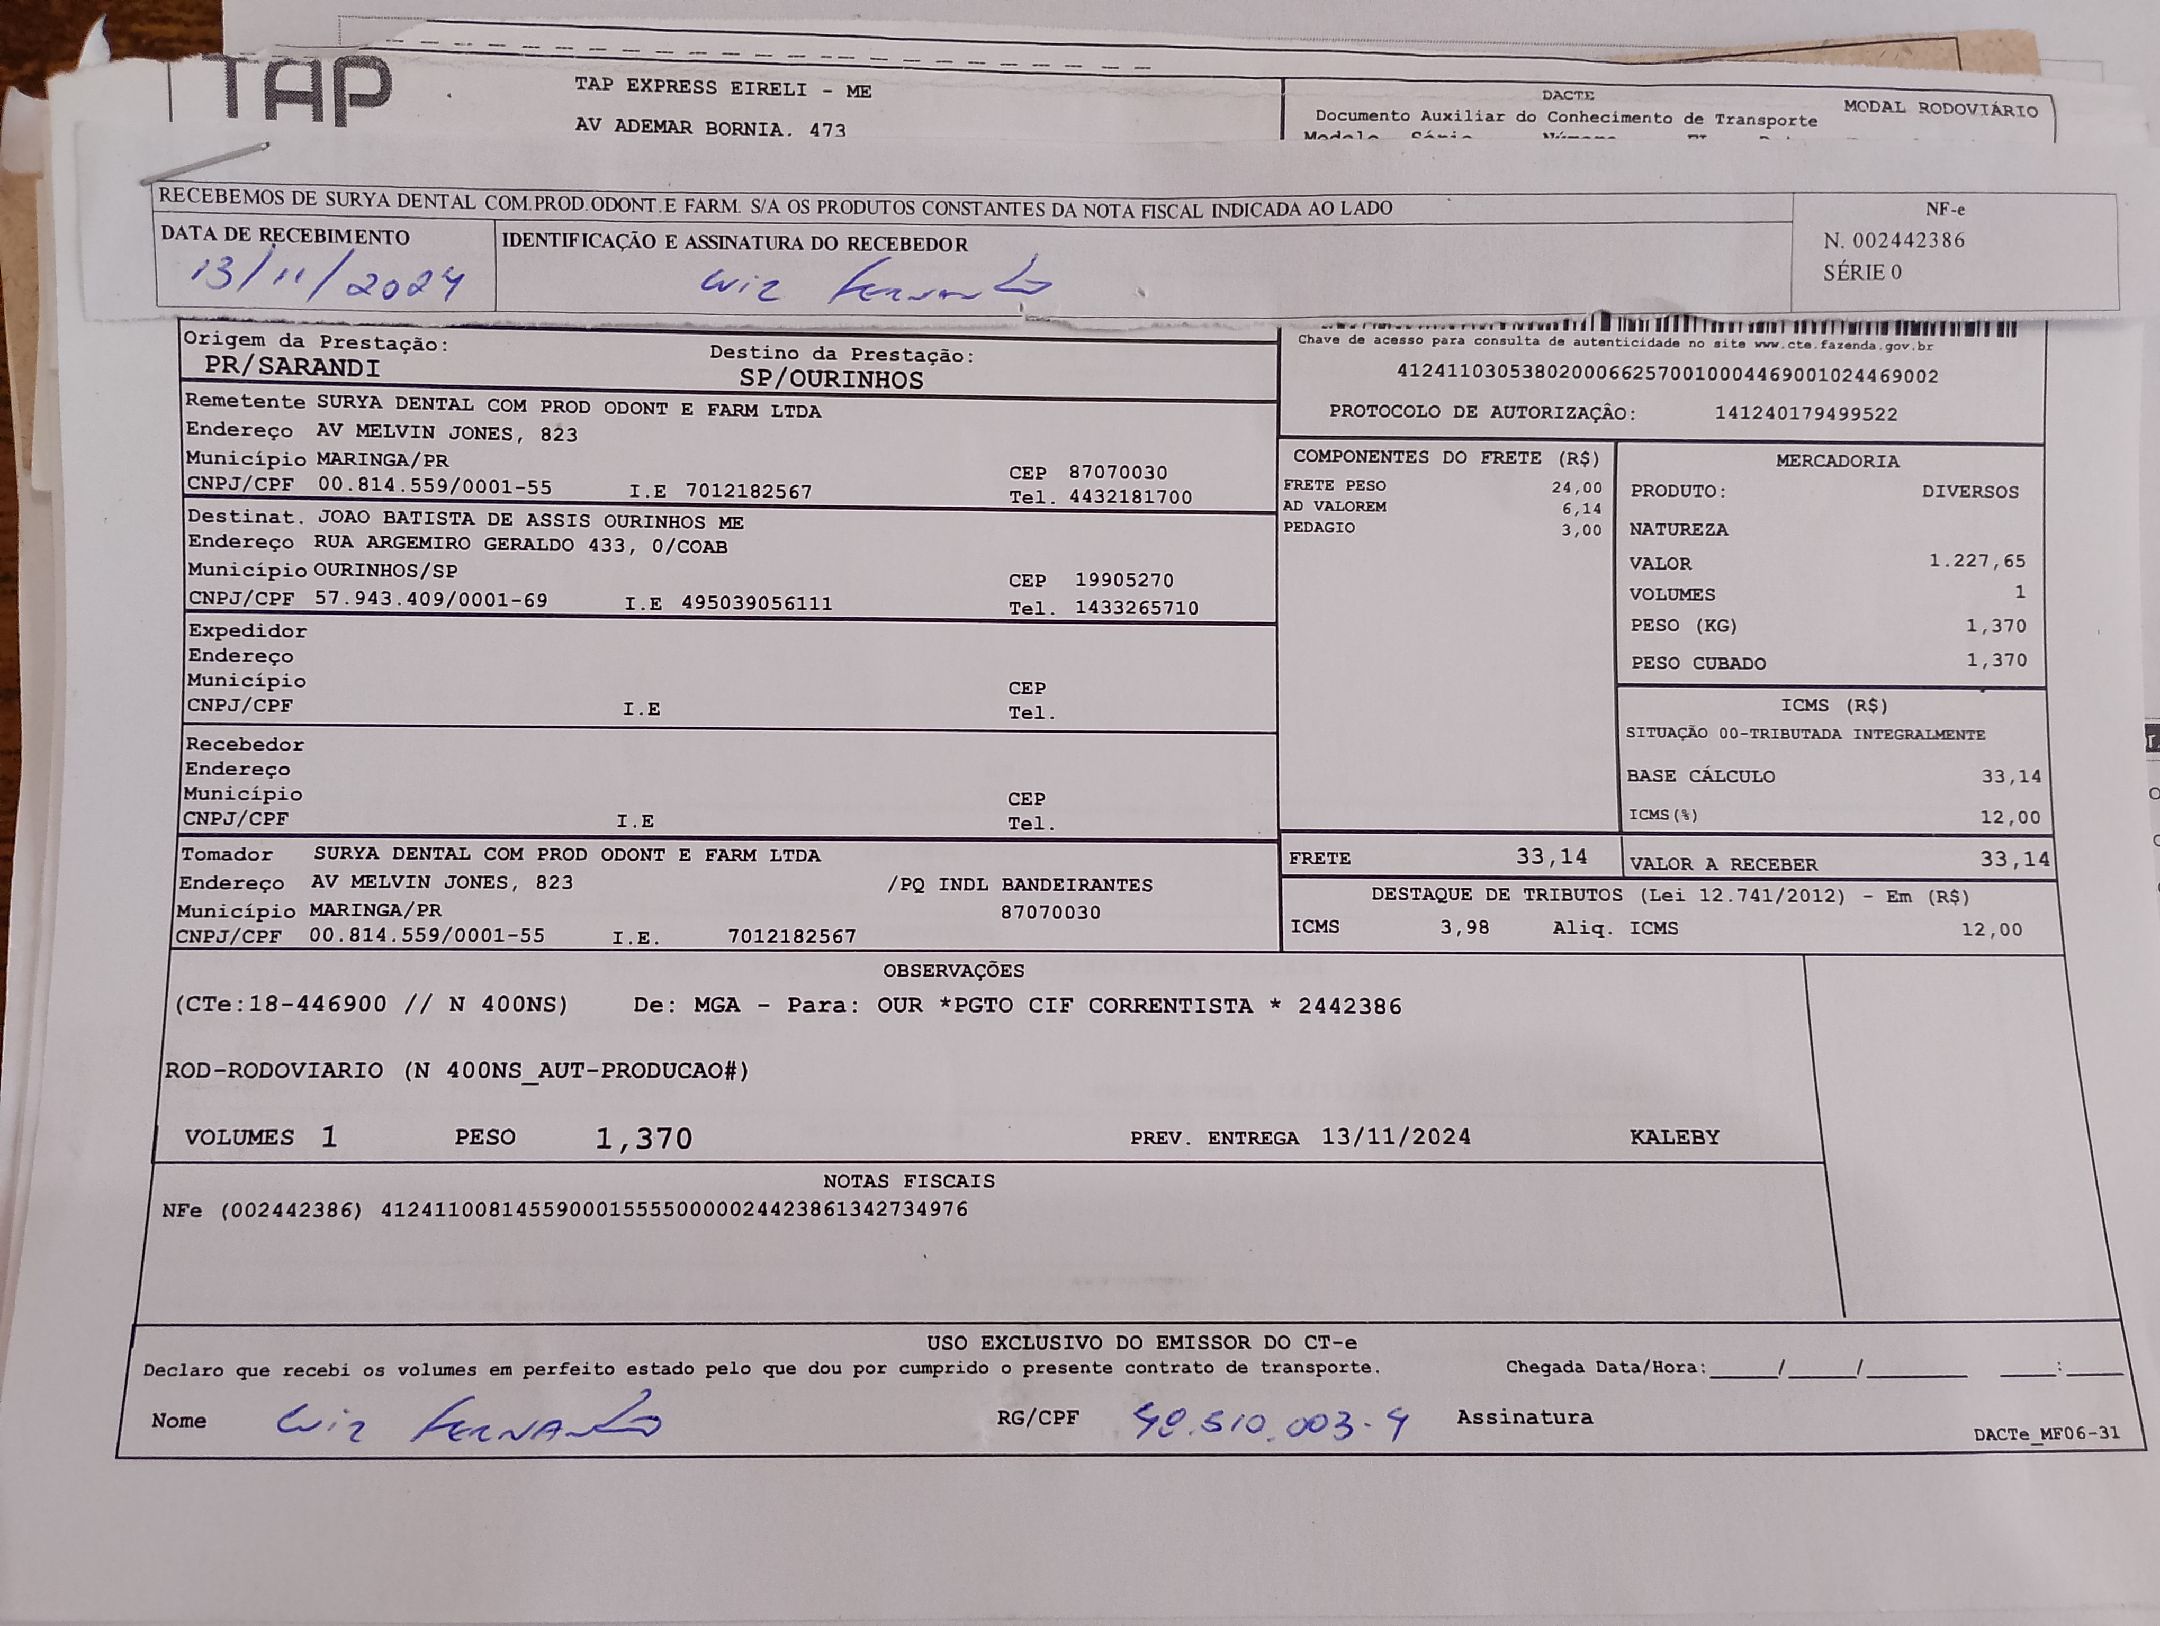 TAP
TAP EXPRESS EIRELI - ME
AV ADEMAR BORNIA. 473
DACTE
MODAL RODOVIÁRIO
Documento Auxiliar do Conhecimento de Transporte
RECEBEMOS DE SURYA DENTAL COM.PROD.ODONT.E FARM. S/A OS PRODUTOS CONSTANTES DA NOTA FISCAL INDICADA AO LADO
NF-e
N. 002442386
SÉRIE 0
DATA DE RECEBIMENTO
13/11/2024
IDENTIFICAÇÃO E ASSINATURA DO RECEBEDOR
Luiz Fernando
Origem da Prestação:
PR/SARANDI
Destino da Prestação:
SP/OURINHOS
Chave de acesso para consulta de autenticidade no site www.cte.fazenda.gov.br
41241103053802000662570010004469001024469002
PROTOCOLO DE AUTORIZAÇÂO: 141240179499522
Remetente SURYA DENTAL COM PROD ODONT E FARM LTDA
Endereço AV MELVIN JONES, 823
Município MARINGA/PR CEP 87070030
CNPJ/CPF 00.814.559/0001-55 I.E 7012182567 Tel. 4432181700
Destinat. JOAO BATISTA DE ASSIS OURINHOS ME
Endereço RUA ARGEMIRO GERALDO 433, 0/COAB
Município OURINHOS/SP CEP 19905270
CNPJ/CPF 57.943.409/0001-69 I.E 495039056111 Tel. 1433265710
Expedidor
Endereço
Município CEP
CNPJ/CPF I.E Tel.
Recebedor
Endereço
Município CEP
CNPJ/CPF I.E Tel.
Tomador SURYA DENTAL COM PROD ODONT E FARM LTDA
Endereço AV MELVIN JONES, 823 /PQ INDL BANDEIRANTES
Município MARINGA/PR 87070030
CNPJ/CPF 00.814.559/0001-55 I.E. 7012182567
COMPONENTES DO FRETE (R$)
FRETE PESO 24,00
AD VALOREM 6,14
PEDAGIO 3,00
MERCADORIA
PRODUTO: DIVERSOS
NATUREZA
VALOR 1.227,65
VOLUMES 1
PESO (KG) 1,370
PESO CUBADO 1,370
ICMS (R$)
SITUAÇÃO 00-TRIBUTADA INTEGRALMENTE
BASE CÁLCULO 33,14
ICMS(%) 12,00
FRETE 33,14 VALOR A RECEBER 33,14
DESTAQUE DE TRIBUTOS (Lei 12.741/2012) - Em (R$)
ICMS 3,98 Aliq. ICMS 12,00
OBSERVAÇÕES
(CTe:18-446900 // N 400NS) De: MGA - Para: OUR *PGTO CIF CORRENTISTA * 2442386
ROD-RODOVIARIO (N 400NS_AUT-PRODUCAO#)
VOLUMES 1 PESO 1,370 PREV. ENTREGA 13/11/2024 KALEBY
NOTAS FISCAIS
NFe (002442386) 41241100814559000155550000024423861342734976
USO EXCLUSIVO DO EMISSOR DO CT-e
Declaro que recebi os volumes em perfeito estado pelo que dou por cumprido o presente contrato de transporte. Chegada Data/Hora:_____/_____/_______ ____:____
Nome Luiz Fernando RG/CPF 40.510.003-4 Assinatura
DACTe_MF06-31